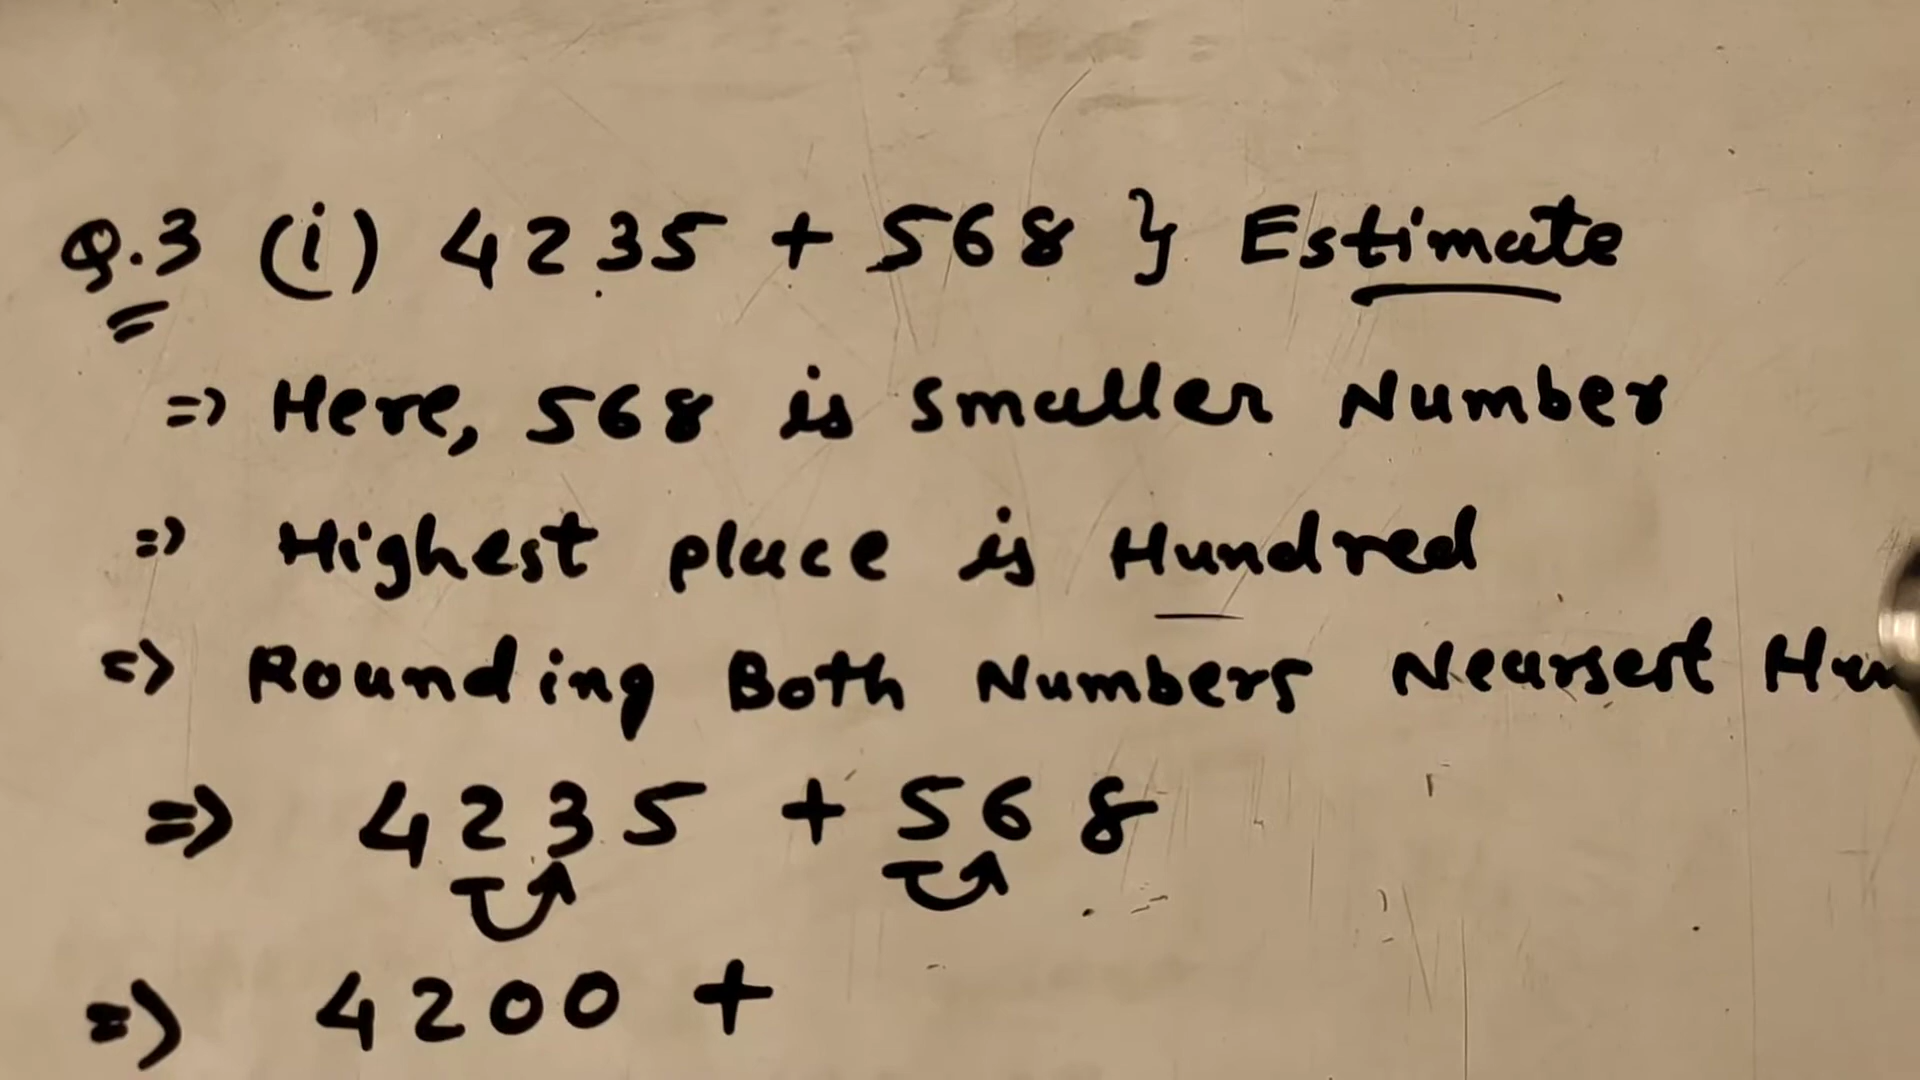 Q.3 (i) 4235 + 568 } Estimate
=> Here, 568 is smaller Number
=> Highest place is Hundred
=> Rounding Both Numbers Nearsest
=> 4235 + 568
=> 4200 +